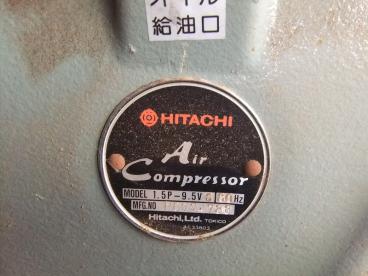 オイル
給油口
HITACHI
Air
Compressor
MODEL 1.5P-9.5V Hz
MFG.NO
Hitachi, Ltd. TOKICO